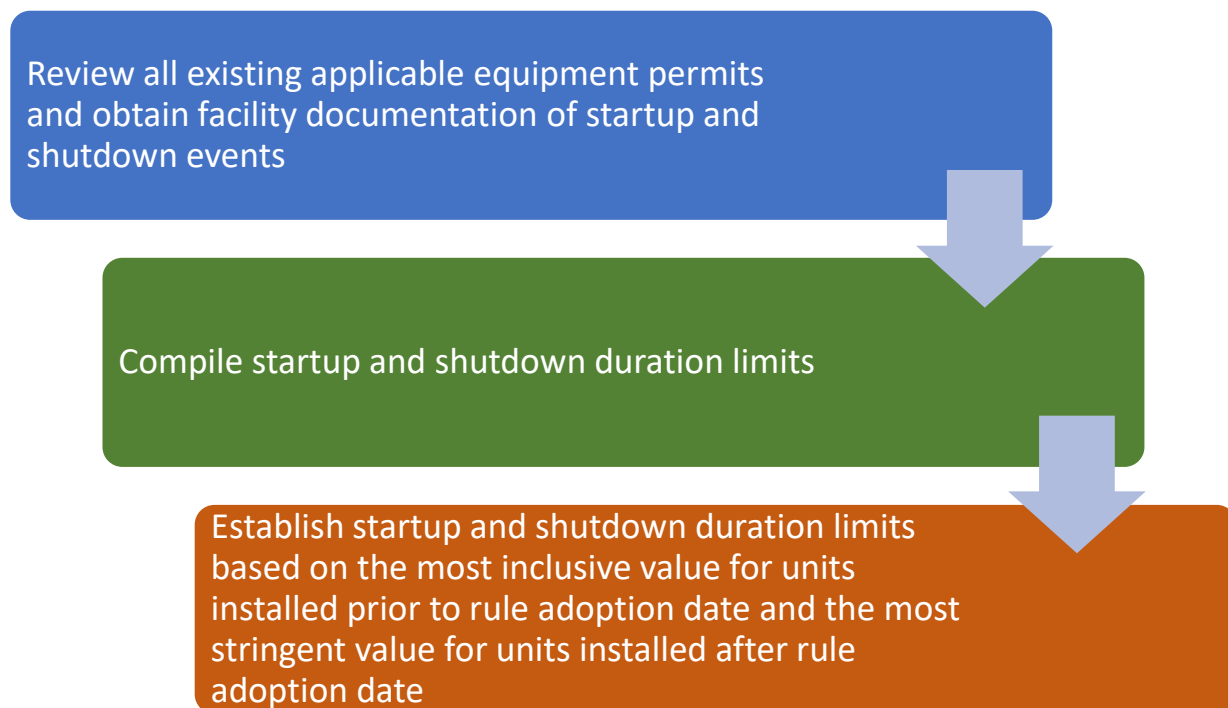 Review all existing applicable equipment permits
and obtain facility documentation of startup and
shutdown events
Compile startup and shutdown duration limits
Establish startup and shutdown duration limits
based on the most inclusive value for units
installed prior to rule adoption date and the most
stringent value for units installed after rule
adoption date